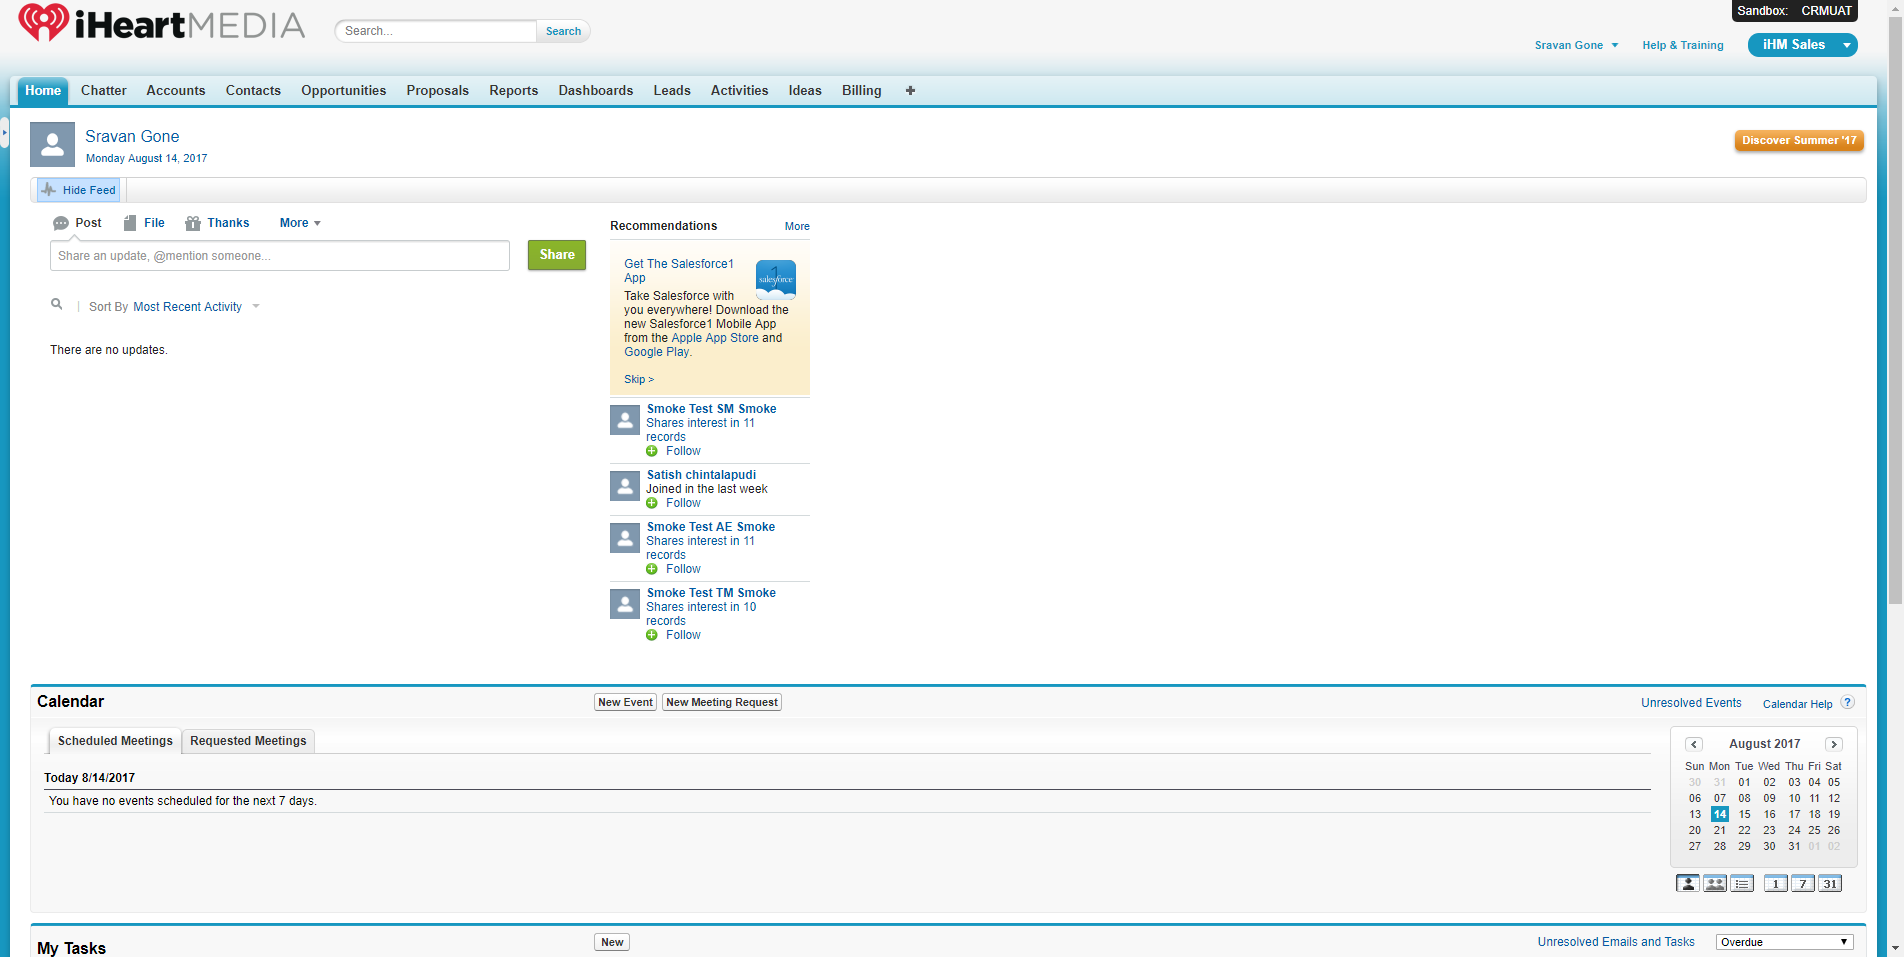 iHeartMEDIA
Search...
Search
Sandbox: CRMUAT
Sravan Gone
Help & Training
iHM Sales
Home Chatter Accounts Contacts Opportunities Proposals Reports Dashboards Leads Activities Ideas Billing
Sravan Gone
Monday August 14, 2017
Discover Summer '17
Hide Feed
Post File Thanks More
Share an update, @mention someone...
Share
Sort By Most Recent Activity
There are no updates.
Recommendations More
Get The Salesforce1
App
1
salesforce
Take Salesforce with
you everywhere! Download the
new Salesforce1 Mobile App
from the Apple App Store and
Google Play.
Skip >
Smoke Test SM Smoke
Shares interest in 11
records
Follow
Satish chintalapudi
Joined in the last week
Follow
Smoke Test AE Smoke
Shares interest in 11
records
Follow
Smoke Test TM Smoke
Shares interest in 10
records
Follow
Calendar
New Event New Meeting Request
Unresolved Events
Calendar Help ?
Scheduled Meetings Requested Meetings
Today 8/14/2017
You have no events scheduled for the next 7 days.
August 2017
Sun Mon Tue Wed Thu Fri Sat
30 31 01 02 03 04 05
06 07 08 09 10 11 12
13 14 15 16 17 18 19
20 21 22 23 24 25 26
27 28 29 30 31 01 02
1 7 31
My Tasks
New
Unresolved Emails and Tasks
Overdue